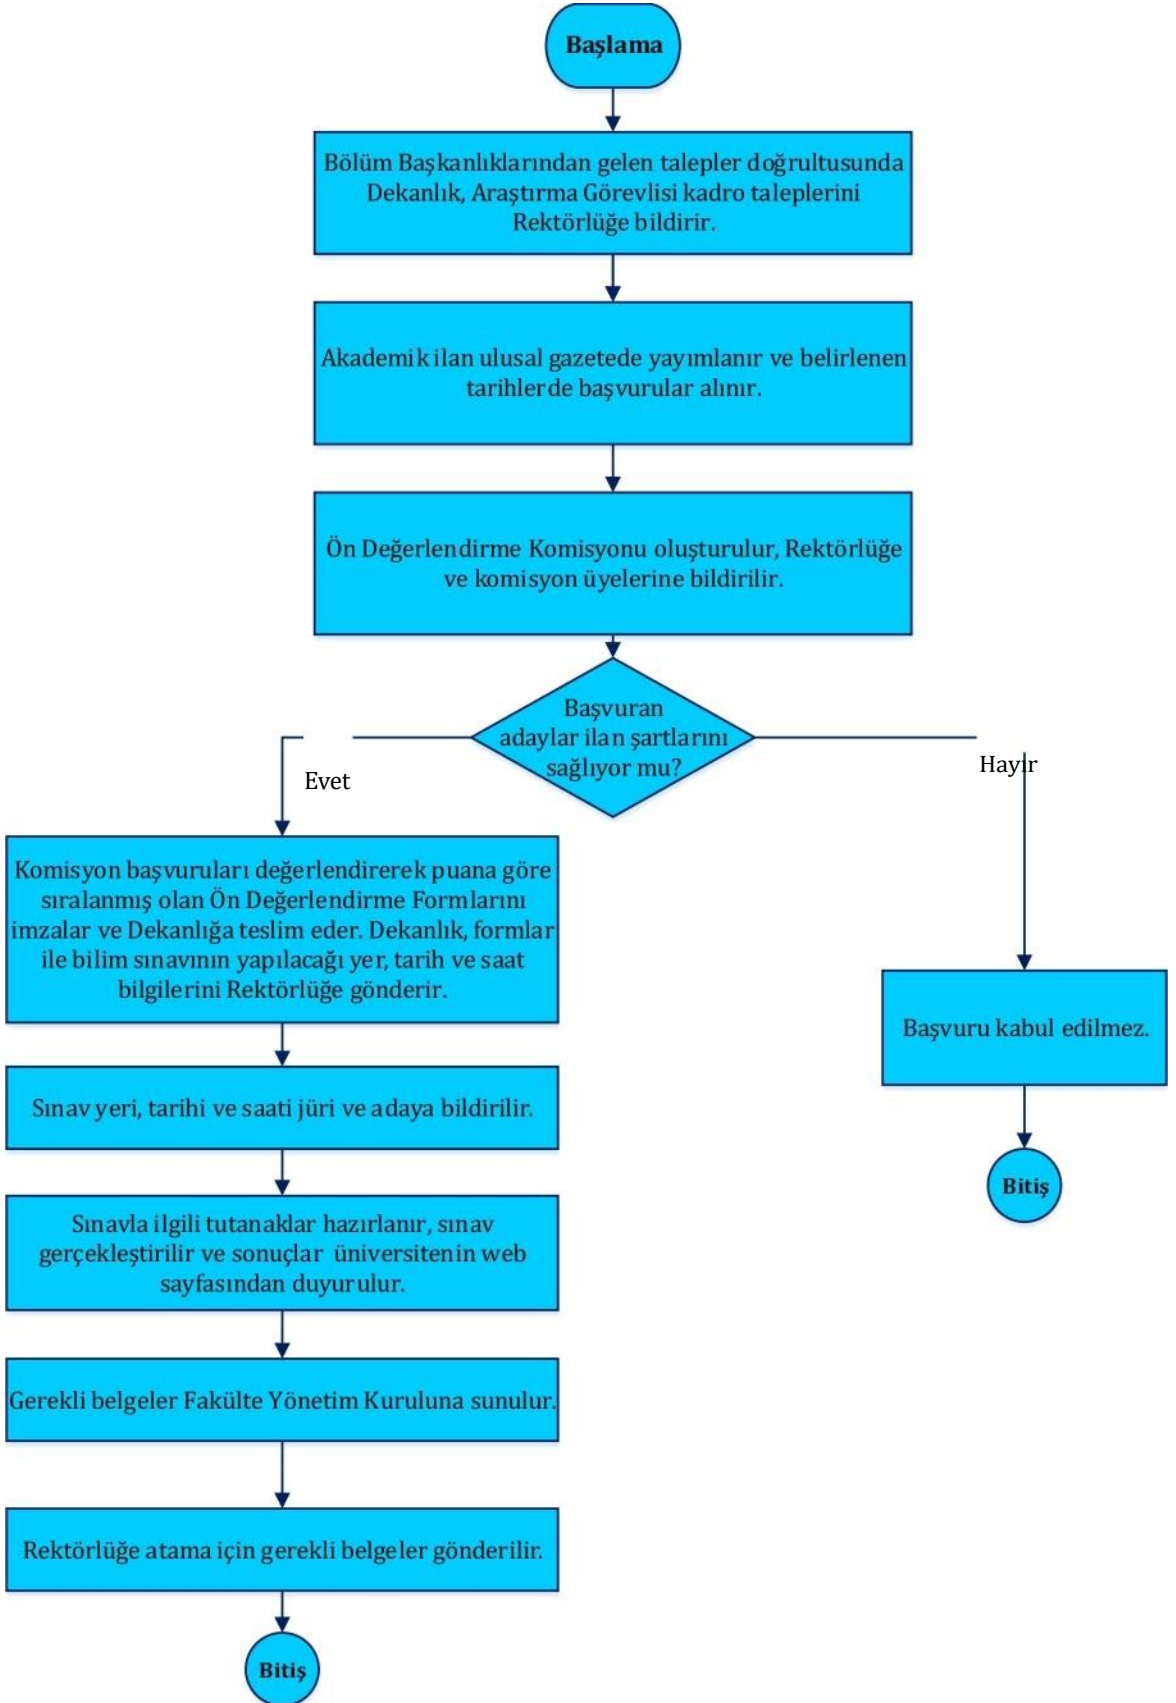 Başlama
Bölüm Başkanlıklarından gelen talepler doğrultusunda
Dekanlık, Araştırma Görevlisi kadro taleplerini
Rektörlüğe bildirir.
Akademik ilan ulusal gazetede yayımlanır ve belirlenen
tarihlerde başvurular alınır.
Ön Değerlendirme Komisyonu oluşturulur, Rektörlüğe
ve komisyon üyelerine bildirilir.
Başvuran
adaylar ilan şartlarını
sağlıyor mu?
Evet
Hayır
Komisyon başvuruları değerlendirerek puana göre
sıralanmış olan Ön Değerlendirme Formlarını
imzalar ve Dekanlığa teslim eder. Dekanlık, formlar
ile bilim sınavının yapılacağı yer, tarih ve saat
bilgilerini Rektörlüğe gönderir.
Sınav yeri, tarihi ve saati jüri ve adaya bildirilir.
Sınavla ilgili tutanaklar hazırlanır, sınav
gerçekleştirilir ve sonuçlar üniversitenin web
sayfasından duyurulur.
Gerekli belgeler Fakülte Yönetim Kuruluna sunulur.
Rektörlüğe atama için gerekli belgeler gönderilir.
Bitiş
Başvuru kabul edilmez.
Bitiş